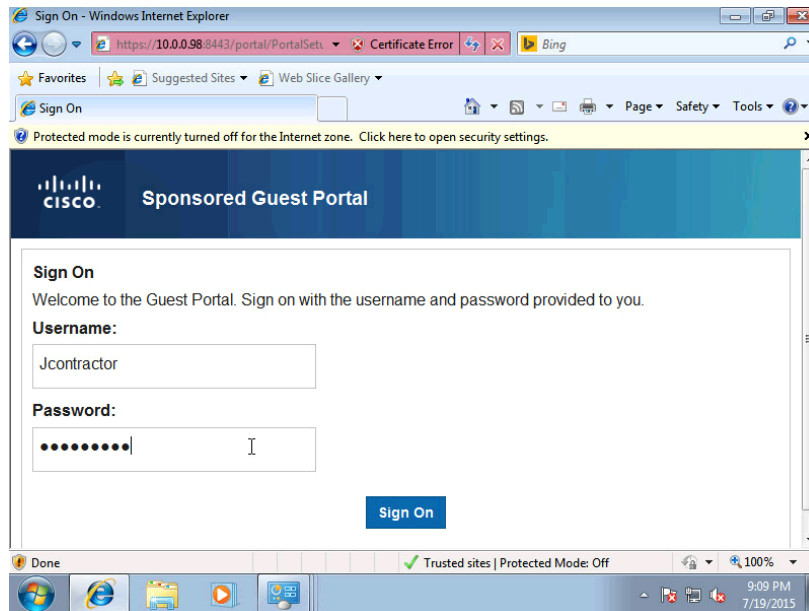 Sign On - Windows Internet Explorer
https://10.0.0.98:8443/portal/PortalSetu Certificate Error Bing
Favorites Suggested Sites Web Slice Gallery
Sign On Page Safety Tools
Protected mode is currently turned off for the Internet zone. Click here to open security settings.
CISCO. Sponsored Guest Portal
Sign On
Welcome to the Guest Portal. Sign on with the username and password provided to you.
Username:
Jcontractor
Password:
•••••••••
Sign On
Done Trusted sites | Protected Mode: Off 100%
9:09 PM
7/19/2015